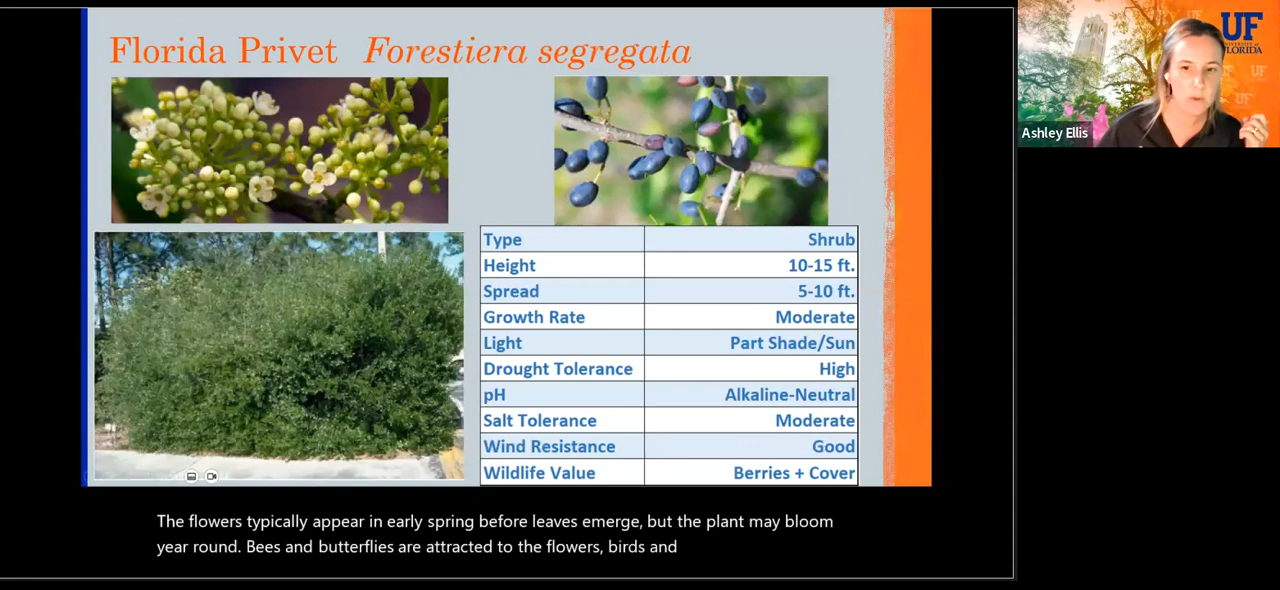 Florida Privet Forestiera segregata
Type Shrub
Height 10-15 ft.
Spread 5-10 ft.
Growth Rate Moderate
Light Part Shade/Sun
Drought Tolerance High
pH Alkaline-Neutral
Salt Tolerance Moderate
Wind Resistance Good
Wildlife Value Berries + Cover
The flowers typically appear in early spring before leaves emerge, but the plant may bloom
year round. Bees and butterflies are attracted to the flowers, birds and
UF
FLORIDA
UF
UF
Ashley Ellis